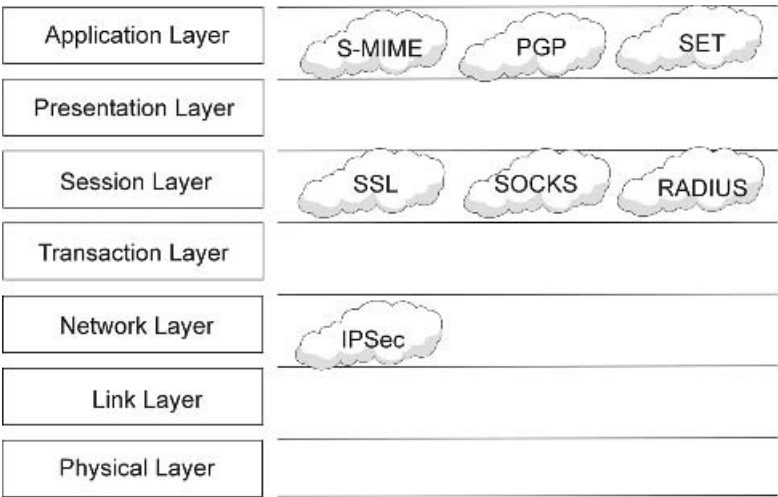 Application Layer
S-MIME
PGP
SET
Presentation Layer
Session Layer
SSL
SOCKS
RADIUS
Transaction Layer
Network Layer
IPSec
Link Layer
Physical Layer